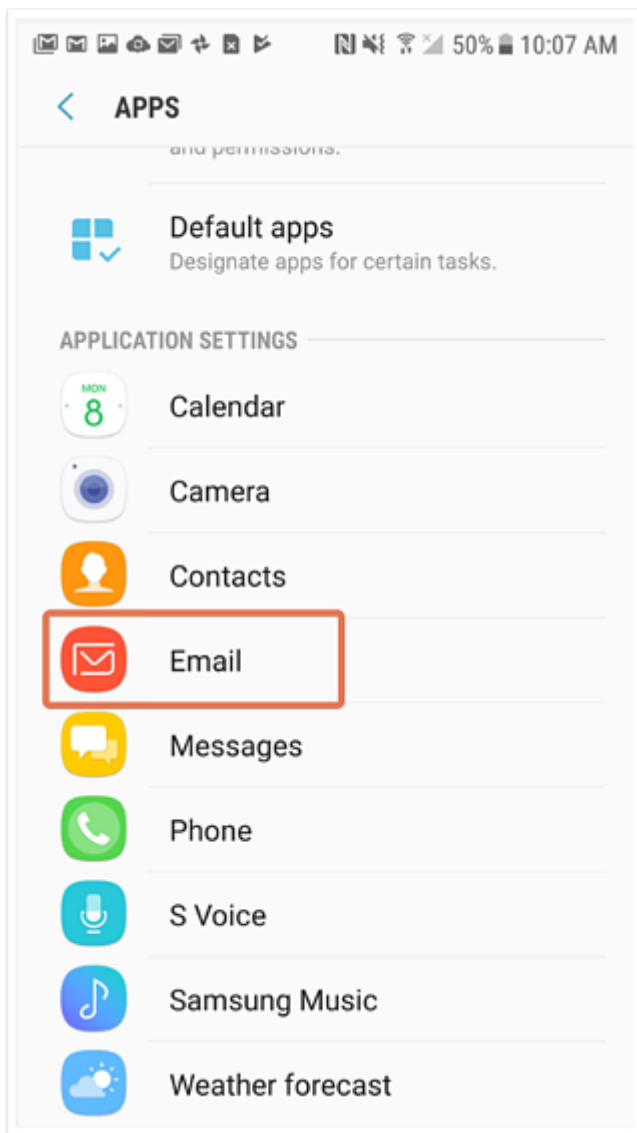 50% 10:07 AM
APPS
and permissions.
Default apps
Designate apps for certain tasks.
APPLICATION SETTINGS
MON
8
Calendar
Camera
Contacts
Email
Messages
Phone
S Voice
Samsung Music
Weather forecast